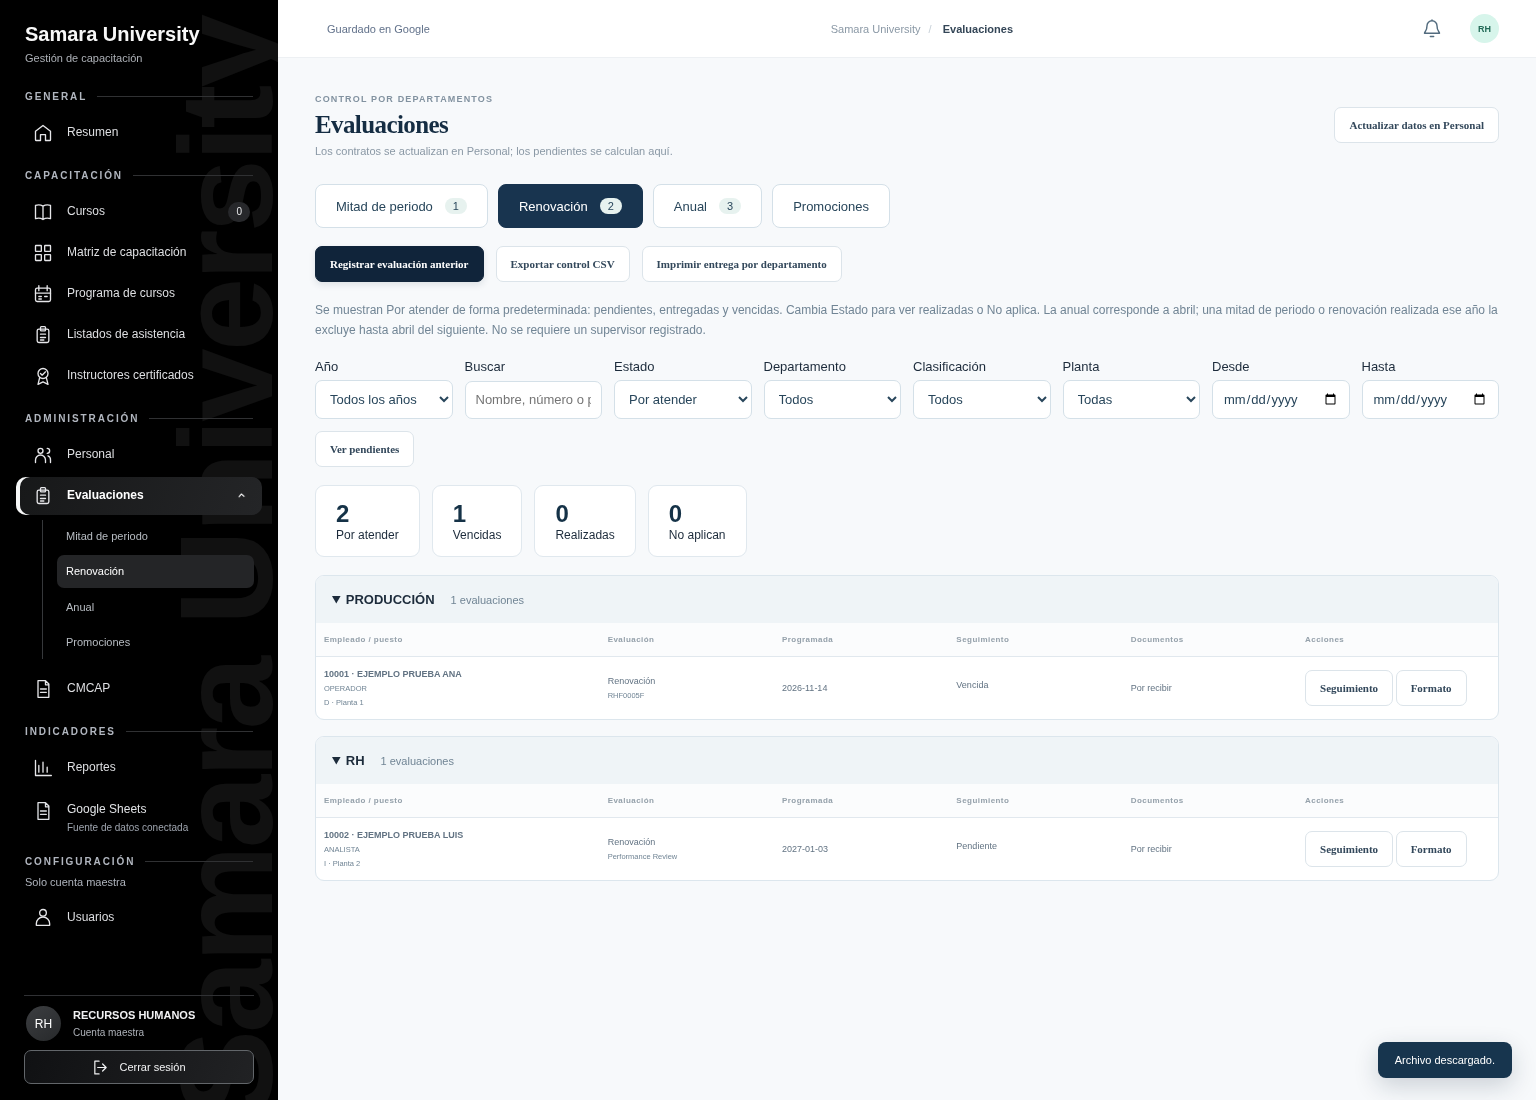 Samara University
Gestión de capacitación
GENERAL
Resumen
CAPACITACIÓN
Cursos 0
Matriz de capacitación
Programa de cursos
Listados de asistencia
Instructores certificados
ADMINISTRACIÓN
Personal
Evaluaciones
Mitad de periodo
Renovación
Anual
Promociones
CMCAP
INDICADORES
Reportes
Google Sheets
Fuente de datos conectada
CONFIGURACIÓN
Solo cuenta maestra
Usuarios
RH
RECURSOS HUMANOS
Cuenta maestra
Cerrar sesión
samara University
Guardado en Google
Samara University / Evaluaciones
RH
CONTROL POR DEPARTAMENTOS
Evaluaciones
Los contratos se actualizan en Personal; los pendientes se calculan aquí.
Actualizar datos en Personal
Mitad de periodo 1 Renovación 2 Anual 3 Promociones
Registrar evaluación anterior Exportar control CSV Imprimir entrega por departamento
Se muestran Por atender de forma predeterminada: pendientes, entregadas y vencidas. Cambia Estado para ver realizadas o No aplica. La anual corresponde a abril; una mitad de periodo o renovación realizada ese año la
excluye hasta abril del siguiente. No se requiere un supervisor registrado.
Año Buscar Estado Departamento Clasificación Planta Desde Hasta
Todos los años Nombre, número o Por atender Todos Todos Todas mm/dd/yyyy mm/dd/yyyy
Ver pendientes
2 1 0 0
Por atender Vencidas Realizadas No aplican
PRODUCCIÓN 1 evaluaciones
Empleado / puesto Evaluación Programada Seguimiento Documentos Acciones
10001 · EJEMPLO PRUEBA ANA
OPERADOR
D · Planta 1
Renovación
RHF0005F
2026-11-14
Vencida
Por recibir
Seguimiento Formato
RH 1 evaluaciones
Empleado / puesto Evaluación Programada Seguimiento Documentos Acciones
10002 · EJEMPLO PRUEBA LUIS
ANALISTA
I · Planta 2
Renovación
Performance Review
2027-01-03
Pendiente
Por recibir
Seguimiento Formato
Archivo descargado.